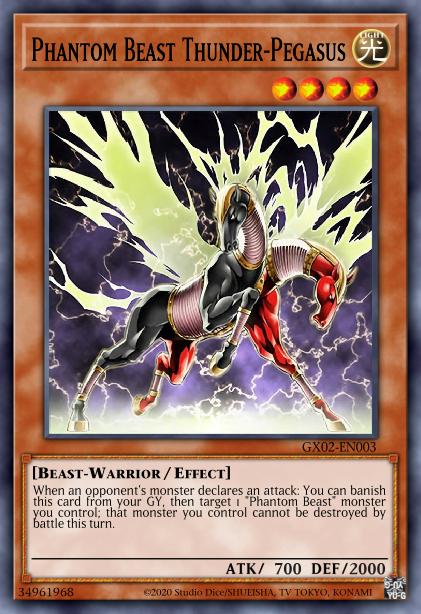 PHANTOM BEAST THUNDER-PEGASUS
LIGHT
光
GX02-EN003
[BEAST-WARRIOR / EFFECT]
When an opponent's monster declares an attack: You can banish
this card from your GY, then target 1 "Phantom Beast" monster
you control; that monster you control cannot be destroyed by
battle this turn.
ATK/ 700 DEF/2000
34961968
©2020 Studio Dice/SHUEISHA, TV TOKYO, KONAMI